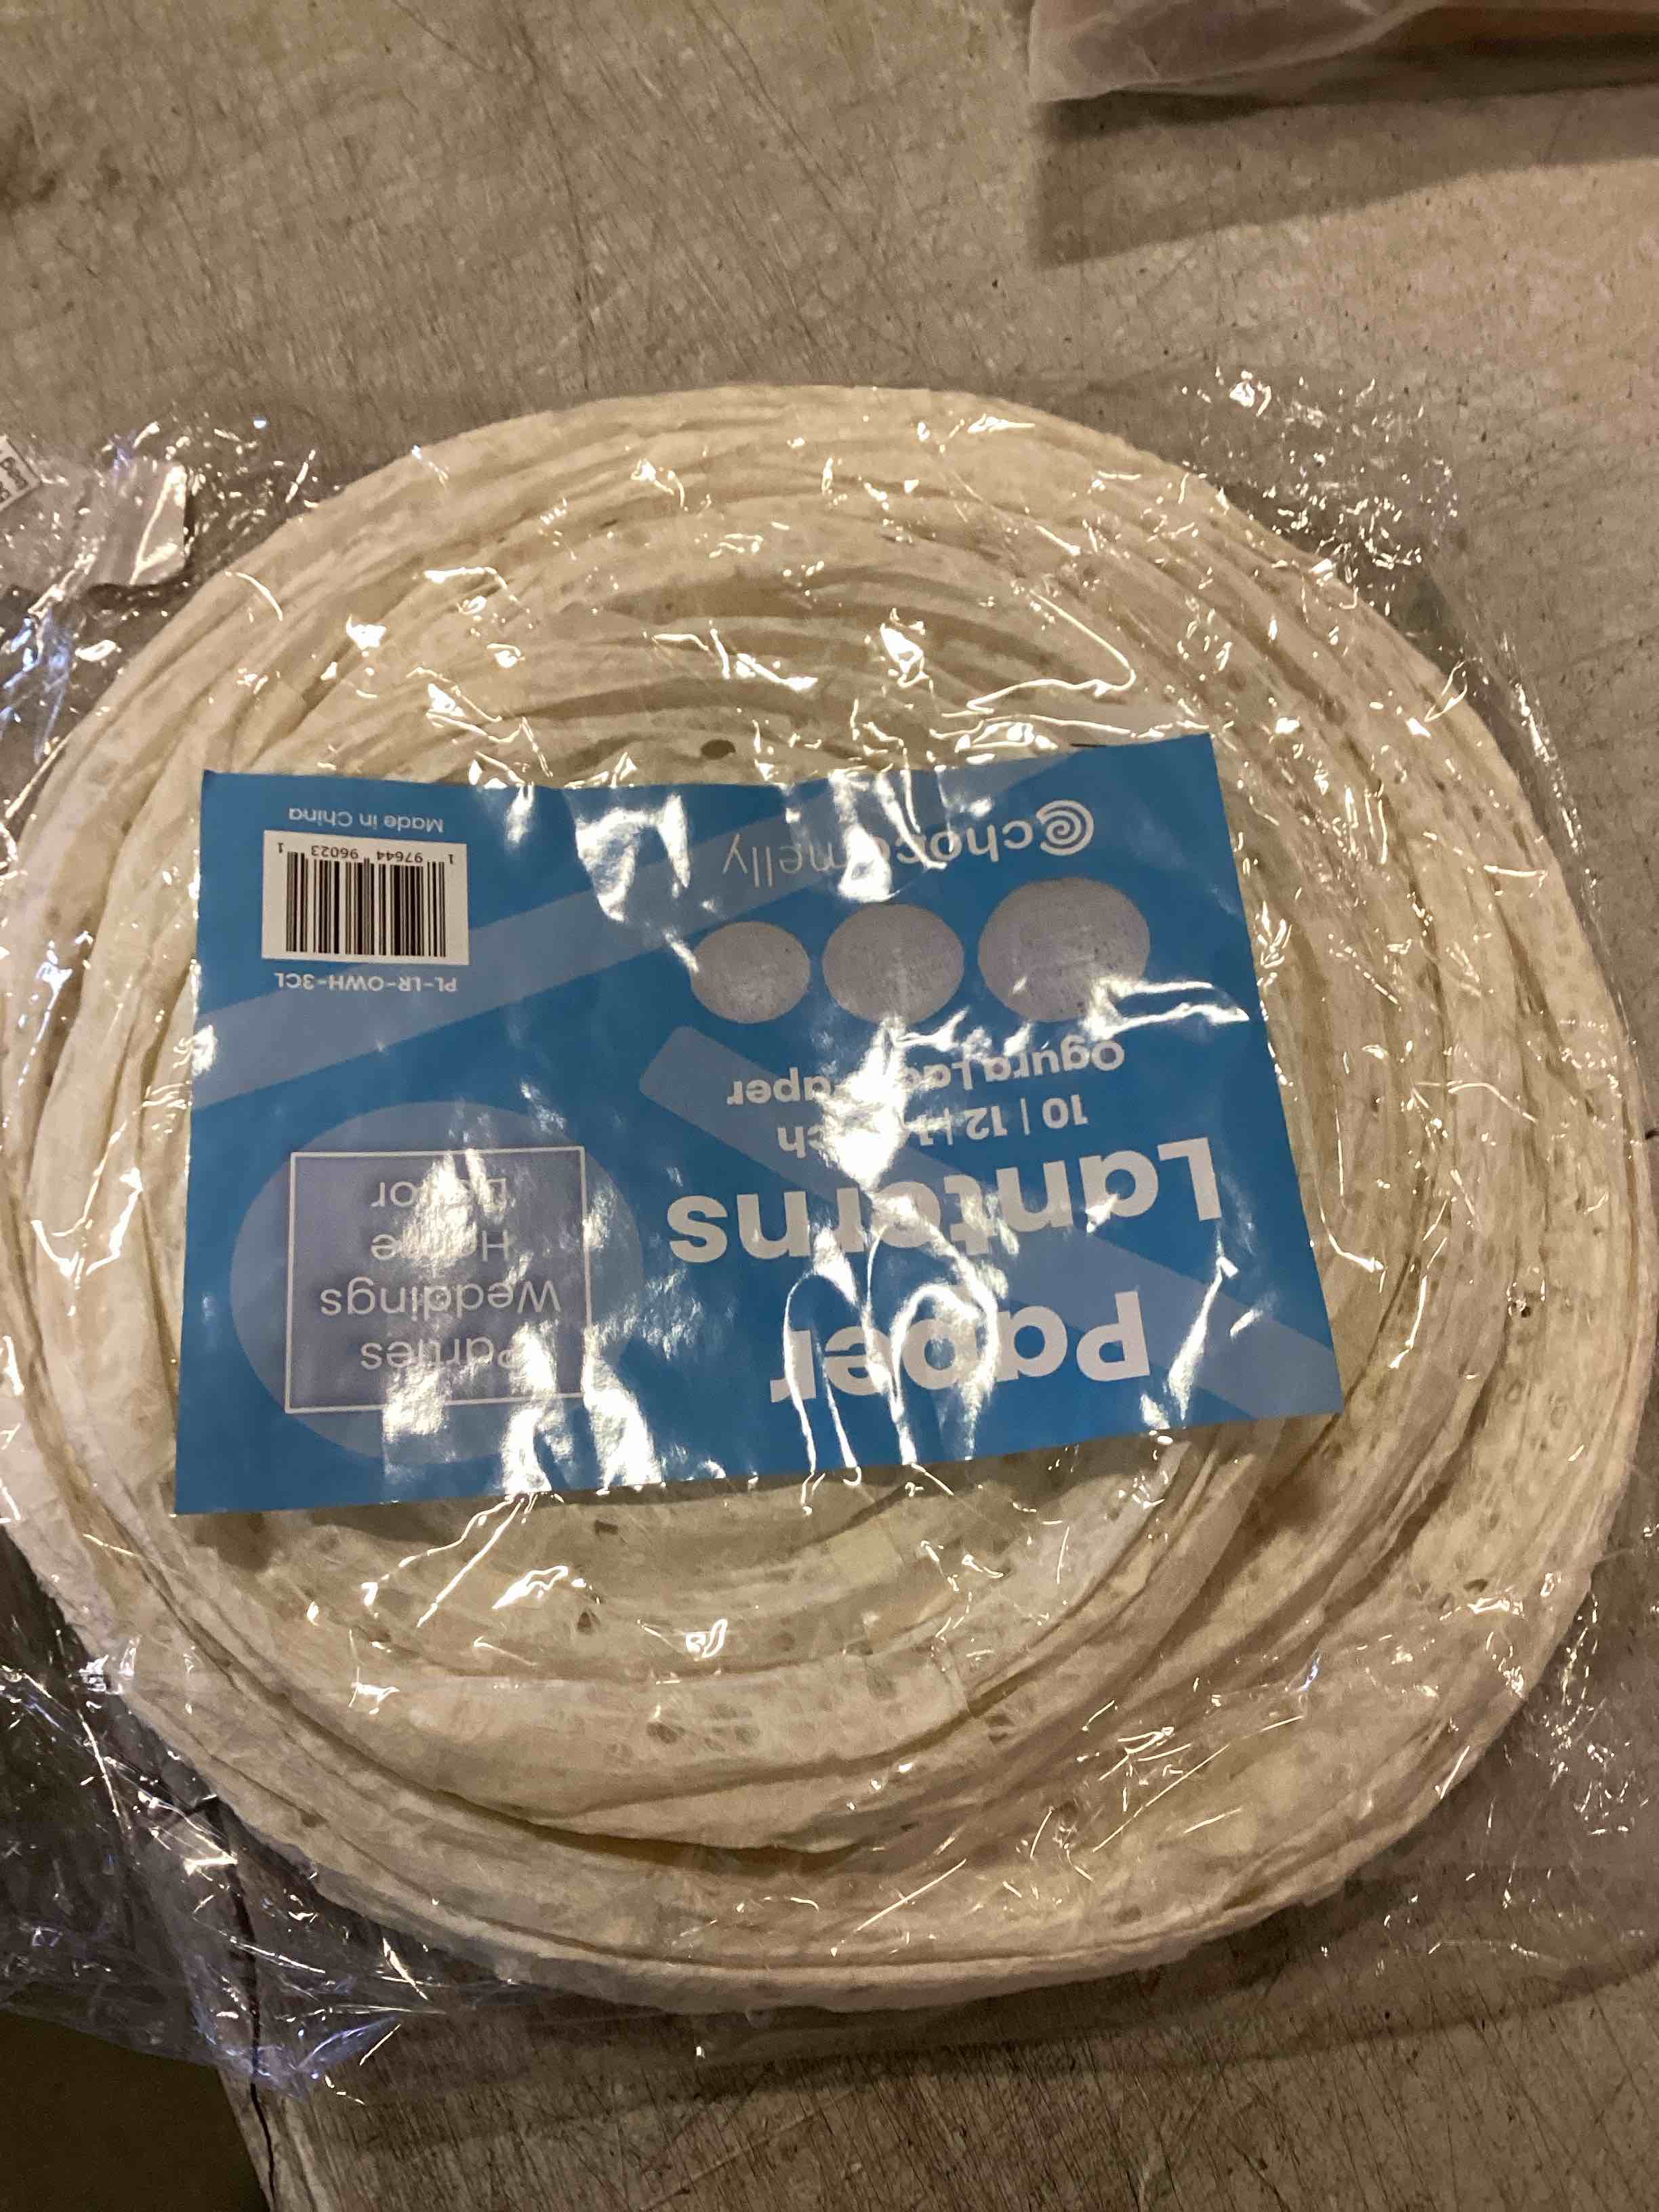 Paper
Lanterns
10 | 12 |
Ogura
Parties
Weddings
Home
Decor
PL-LR-OWH-3CL
1 97644 96023 1
Made in China